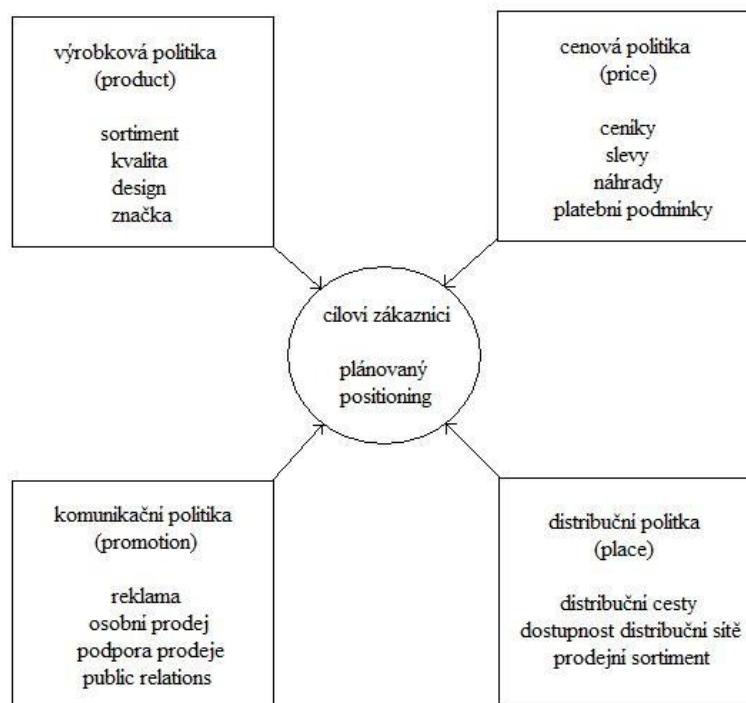 výrobková politika
(product)
sortiment
kvalita
design
značka
cenová politika
(price)
ceníky
slevy
náhrady
platební podmínky
cíloví zákazníci
plánovaný
positioning
komunikační politika
(promotion)
reklama
osobní prodej
podpora prodeje
public relations
distribuční politka
(place)
distribuční cesty
dostupnost distribuční sítě
prodejní sortiment